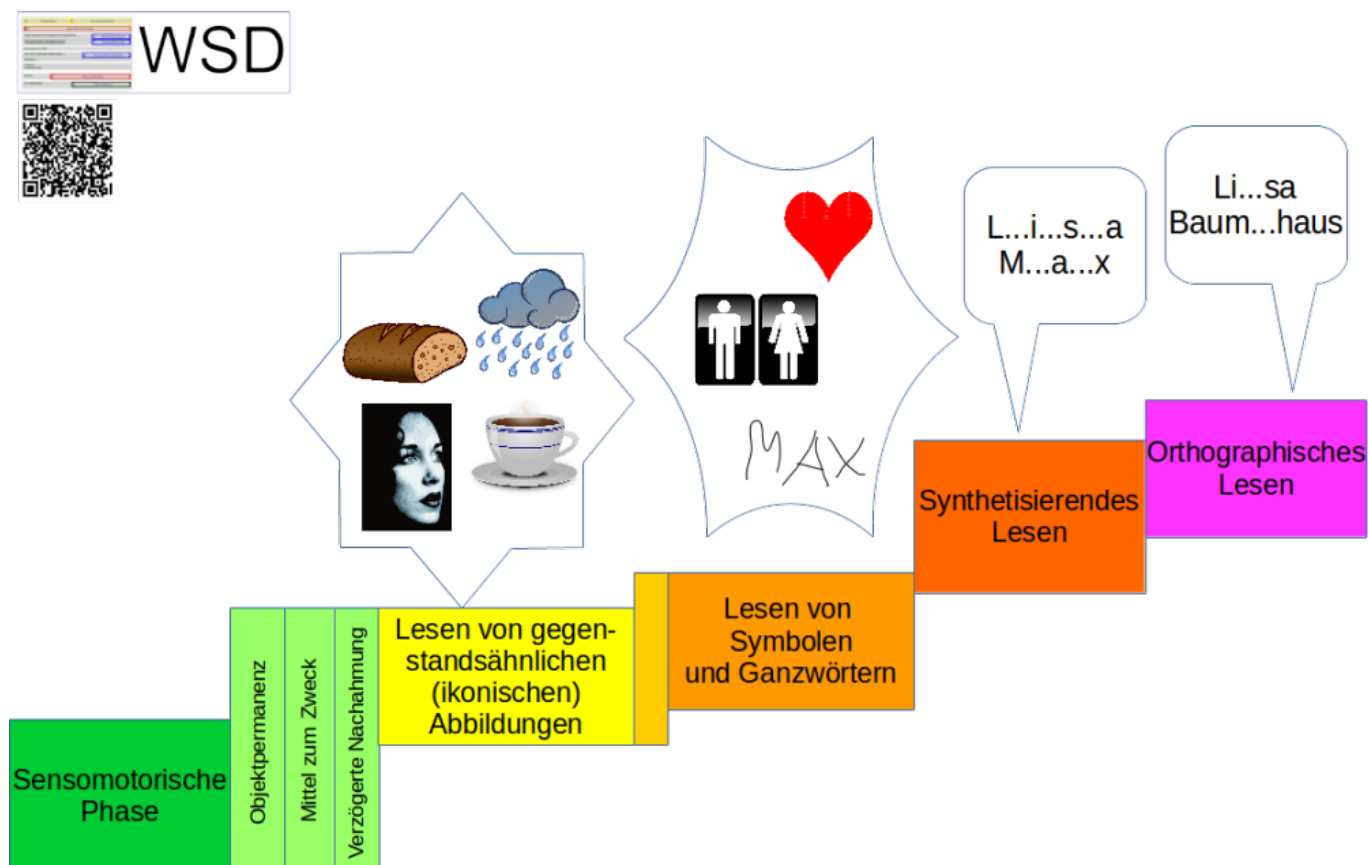 WSD
L...i...s...a
M...a...x
Li...sa
Baum...haus
MAX
Orthographisches
Lesen
Synthetisierendes
Lesen
Lesen von
Symbolen
und Ganzwörtern
Lesen von gegen-
standsähnlichen
(ikonischen)
Abbildungen
Objektpermanenz
Mittel zum Zweck
Verzögerte Nachahmung
Sensomotorische
Phase